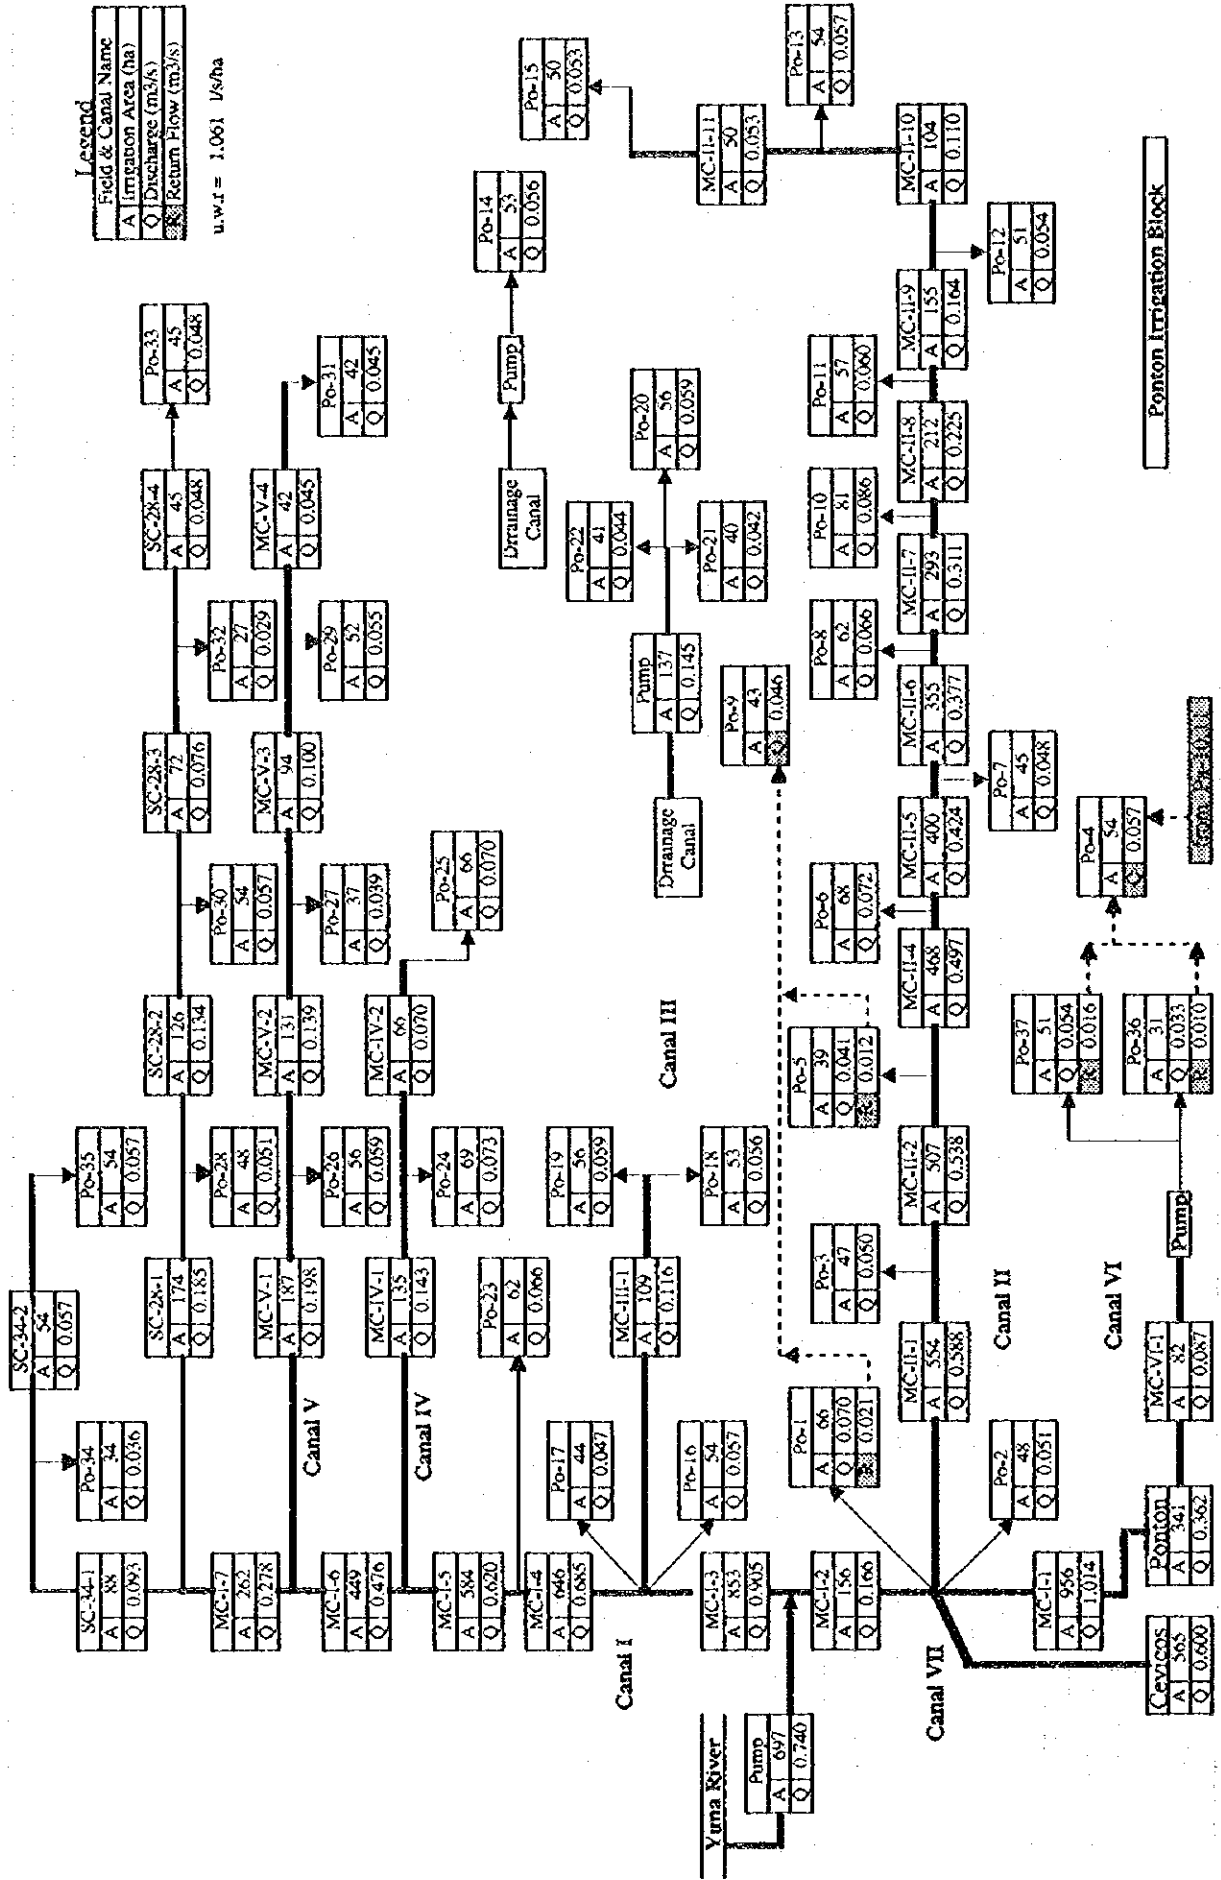 Legend
Field & Canal Name
A Irrigation Area (ha)
Q Discharge (m3/s)
R Return Flow (m3/s)
u.w.r = 1.061 l/s/ha
SC-34-2
A 54
Q 0.057
Po-35
A 54
Q 0.057
Po-34
A 34
Q 0.036
SC-34-1
A 88
Q 0.093
SC-28-1
A 174
Q 0.185
Po-28
A 48
Q 0.051
SC-28-2
A 126
Q 0.134
Po-30
A 54
Q 0.057
SC-28-3
A 72
Q 0.076
Po-32
A 27
Q 0.029
SC-28-4
A 45
Q 0.048
Po-33
A 45
Q 0.048
MC-I-7
A 262
Q 0.278
Canal V
MC-V-1
A 187
Q 0.198
Po-26
A 56
Q 0.059
MC-V-2
A 131
Q 0.139
Po-27
A 37
Q 0.039
MC-V-3
A 94
Q 0.100
Po-29
A 52
Q 0.055
MC-V-4
A 42
Q 0.045
Po-31
A 42
Q 0.045
MC-I-6
A 449
Q 0.476
Canal IV
MC-IV-1
A 135
Q 0.143
Po-24
A 69
Q 0.073
MC-IV-2
A 66
Q 0.070
Po-25
A 66
Q 0.070
MC-I-5
A 584
Q 0.620
Po-23
A 62
Q 0.066
MC-I-4
A 646
Q 0.685
Canal I
Po-17
A 44
Q 0.047
Po-16
A 54
Q 0.057
MC-III-1
A 109
Q 0.116
Po-19
A 56
Q 0.059
Po-18
A 53
Q 0.056
Canal III
Drrainage
Canal
Pump
A 137
Q 0.145
Po-22
A 41
Q 0.044
Po-21
A 40
Q 0.042
Po-20
A 56
Q 0.059
Drrainage
Canal
Pump
Po-14
A 53
Q 0.056
MC-I-3
A 853
Q 0.905
Yuna River
Pump
A 697
Q 0.740
MC-I-2
A 156
Q 0.166
Canal VII
Po-1
A 66
Q 0.070
R 0.021
Po-2
A 48
Q 0.051
MC-II-1
A 554
Q 0.588
Canal II
Po-3
A 47
Q 0.050
MC-II-2
A 507
Q 0.538
Po-5
A 39
Q 0.041
R 0.012
Po-9
A 43
Q 0.046
MC-II-4
A 468
Q 0.497
Po-6
A 68
Q 0.072
MC-II-5
A 400
Q 0.424
Po-7
A 45
Q 0.048
MC-II-6
A 355
Q 0.377
Po-8
A 62
Q 0.066
MC-II-7
A 293
Q 0.311
Po-10
A 81
Q 0.086
MC-II-8
A 212
Q 0.225
Po-11
A 57
Q 0.060
MC-II-9
A 155
Q 0.164
Po-12
A 51
Q 0.054
MC-II-10
A 104
Q 0.110
Po-13
A 54
Q 0.057
MC-II-11
A 50
Q 0.053
Po-15
A 50
Q 0.053
MC-I-1
A 956
Q 1.014
Cevicos
A 565
Q 0.600
Ponton
A 341
Q 0.362
Canal VI
MC-VI-1
A 82
Q 0.087
Pump
Po-37
A 51
Q 0.054
R 0.016
Po-36
A 31
Q 0.033
R 0.010
Po-4
A 54
Q 0.057
Ponton Irrigation Block